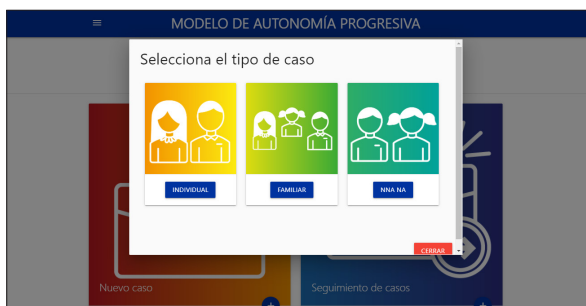 MODELO DE AUTONOMÍA PROGRESIVA
Selecciona el tipo de caso
INDIVIDUAL
FAMILIAR
NNA NA
CERRAR
Nuevo caso
Seguimiento de casos